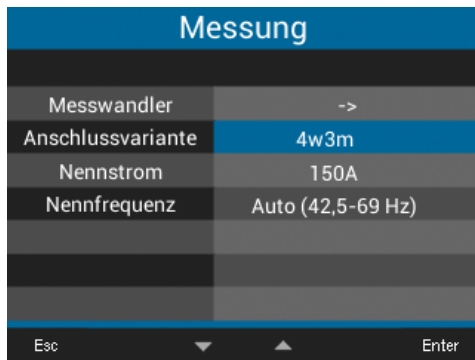 Messung
Messwandler ->
Anschlussvariante 4w3m
Nennstrom 150A
Nennfrequenz Auto (42,5-69 Hz)
Esc Enter